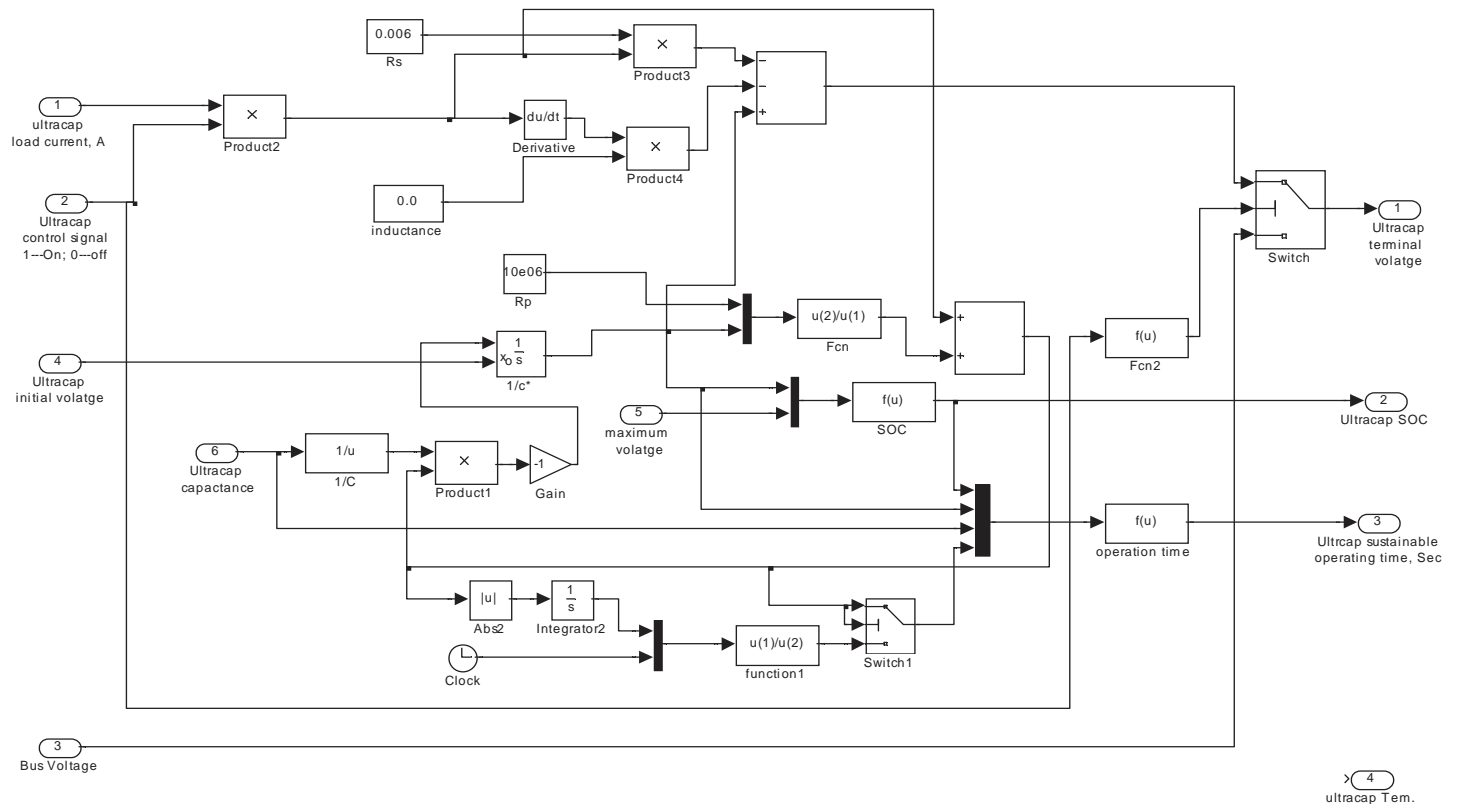 0.006
Rs
×
Product3
−
−
+
1
ultracap
load current, A
×
Product2
du/dt
Derivative
×
Product4
0.0
inductance
2
Ultracap
control signal
1---On; 0---off
1
Ultracap
terminal
volatge
Switch
10e06
Rp
u(2)/u(1)
Fcn
+
+
f(u)
Fcn2
xo
1
s
1/c*
4
Ultracap
initial volatge
5
maximum
volatge
f(u)
SOC
2
Ultracap SOC
6
Ultracap
capactance
1/u
1/C
×
Product1
-1
Gain
f(u)
operation time
3
Ultrcap sustainable
operating time, Sec
|u|
Abs2
1
s
Integrator2
Clock
u(1)/u(2)
function1
Switch1
3
Bus Voltage
4
ultracap Tem.